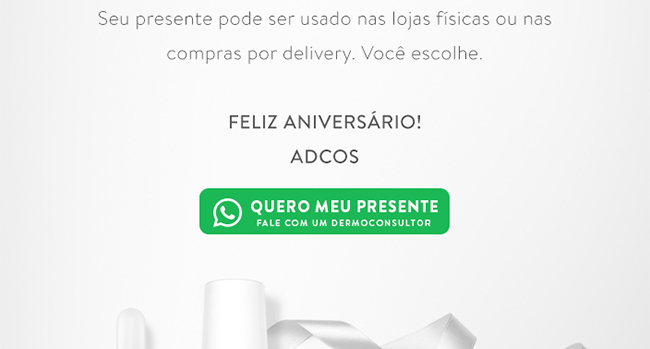 Seu presente pode ser usado nas lojas físicas ou nas
compras por delivery. Você escolhe.
FELIZ ANIVERSÁRIO!
ADCOS
QUERO MEU PRESENTE
FALE COM UM DERMOCONSULTOR